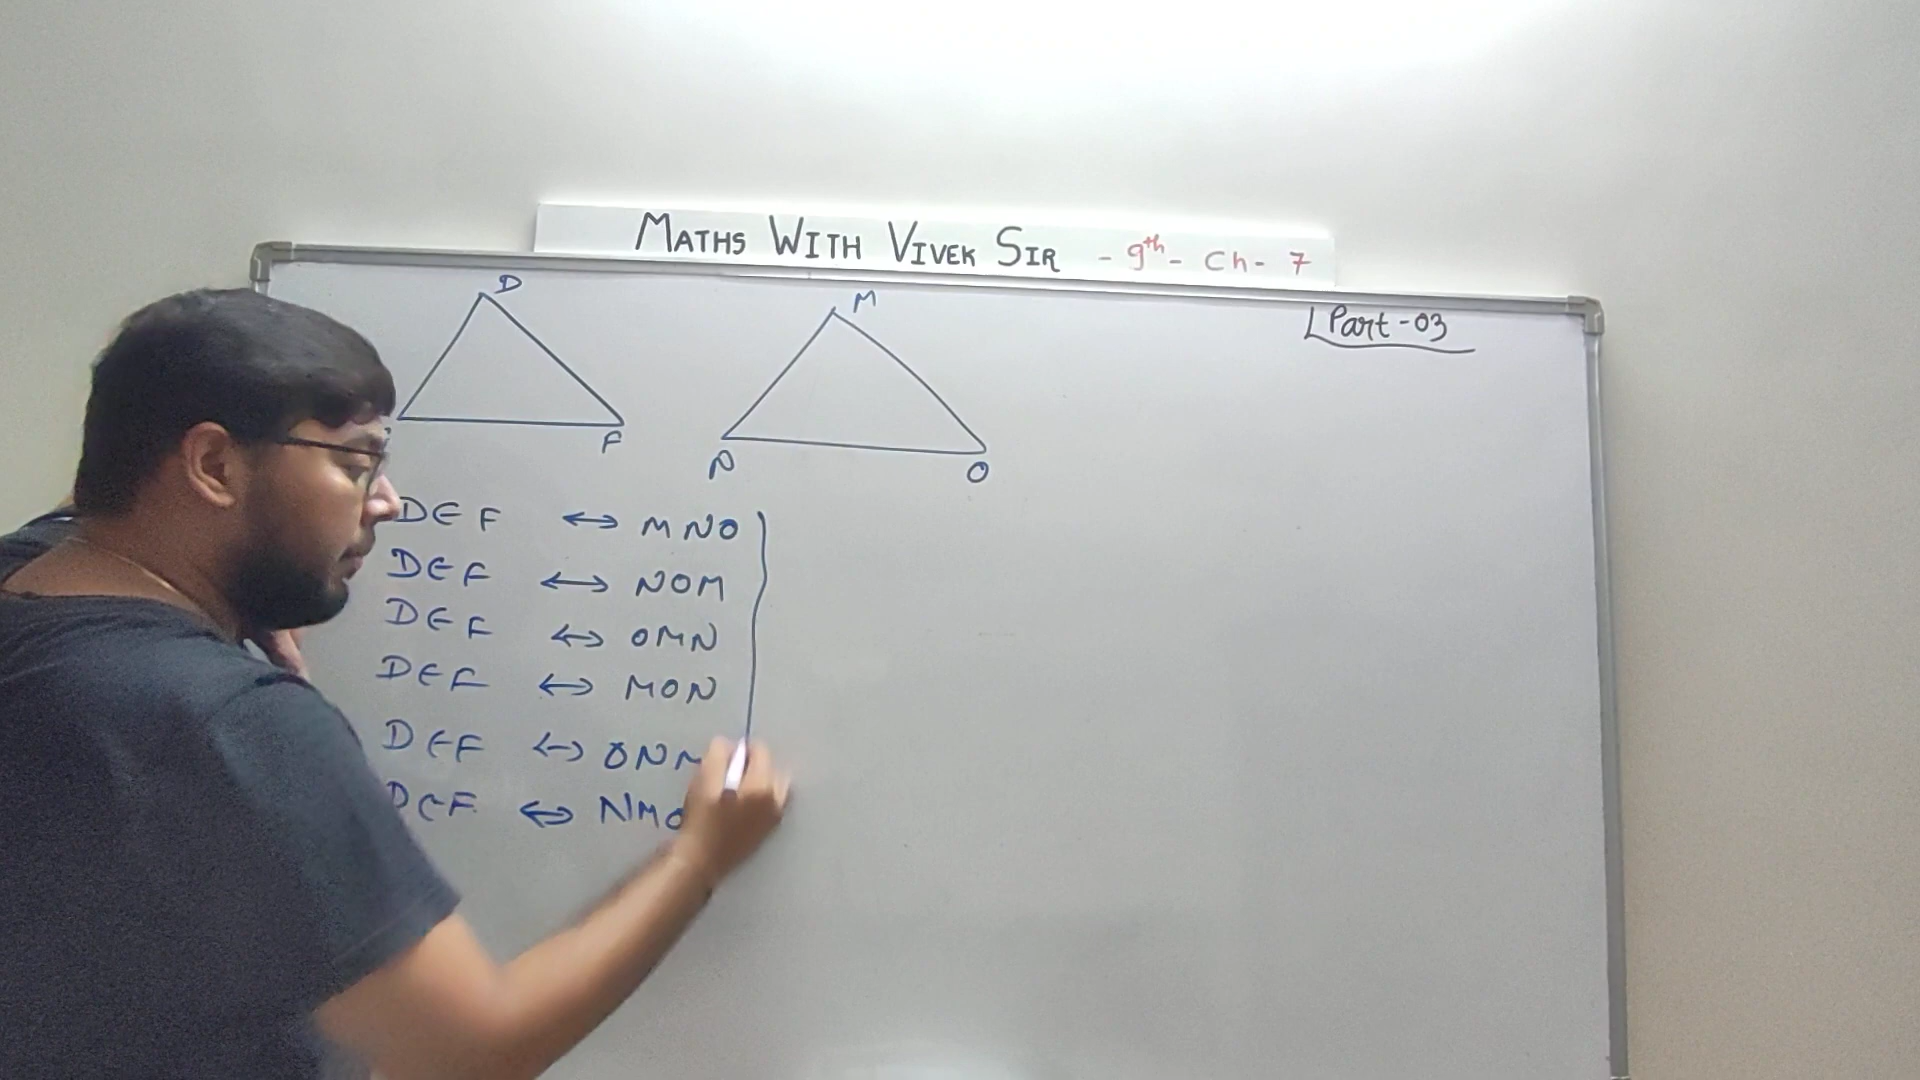 MATHS WITH VIVEK SIR - 9th - Ch - 7
Part - 03
D
M
F
N
O
DEF ↔ MNO
DEF ↔ NOM
DEF ↔ OMN
DEF ↔ MON
DEF ↔ ONM
DEF ↔ NMO